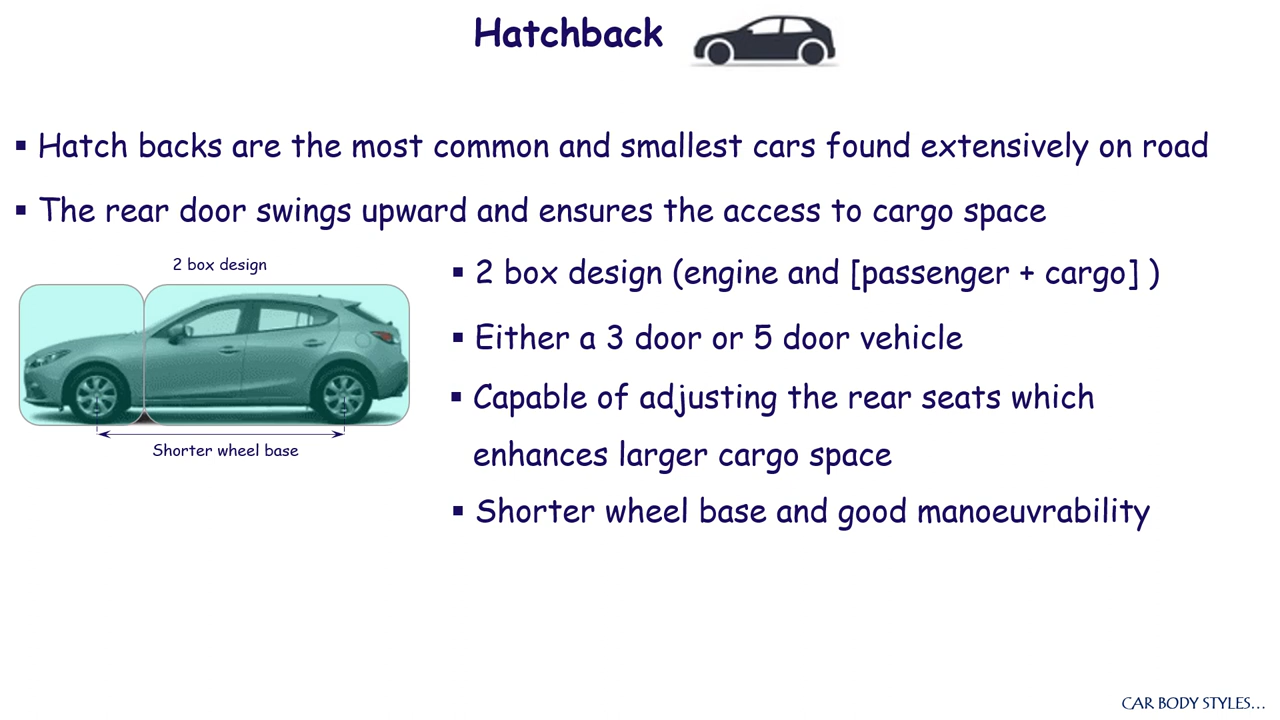 Hatchback
▪ Hatch backs are the most common and smallest cars found extensively on road
▪ The rear door swings upward and ensures the access to cargo space
2 box design
Shorter wheel base
▪ 2 box design (engine and [passenger + cargo] )
▪ Either a 3 door or 5 door vehicle
▪ Capable of adjusting the rear seats which
enhances larger cargo space
▪ Shorter wheel base and good manoeuvrability
CAR BODY STYLES...